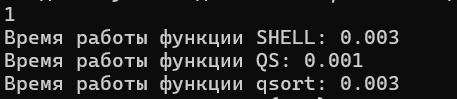 1
Время работы функции SHELL: 0.003
Время работы функции QS: 0.001
Время работы функции qsort: 0.003